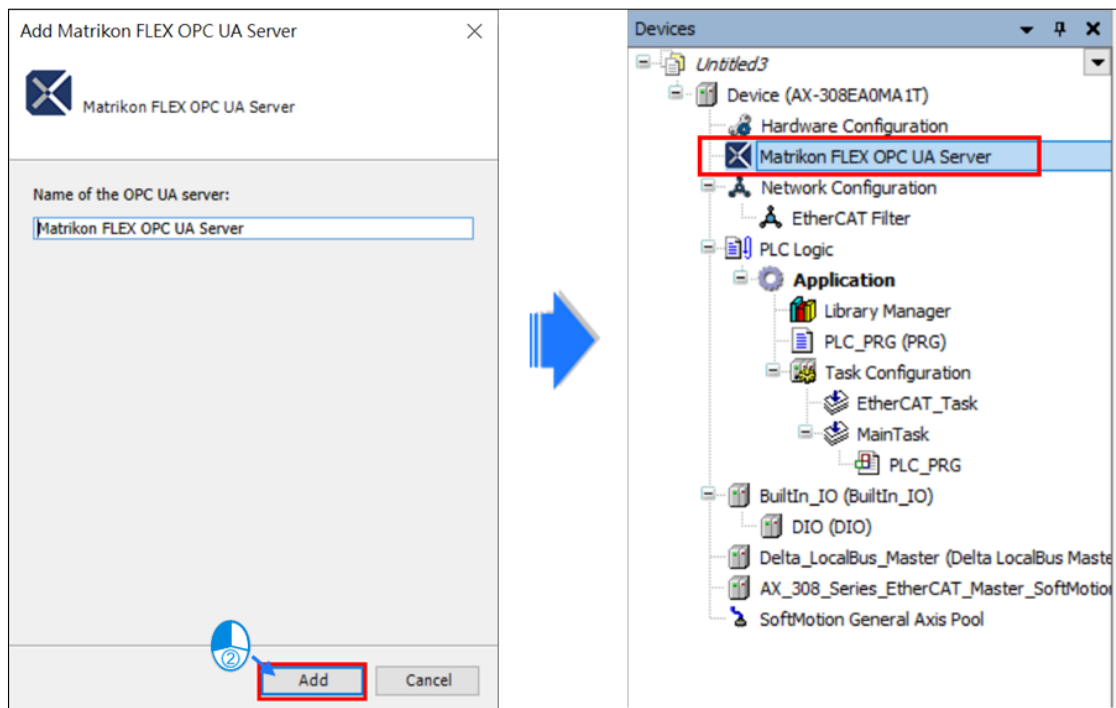 Add Matrikon FLEX OPC UA Server
Matrikon FLEX OPC UA Server
Name of the OPC UA server:
Matrikon FLEX OPC UA Server
②
Add
Cancel
Devices
Untitled3
Device (AX-308EA0MA1T)
Hardware Configuration
Matrikon FLEX OPC UA Server
Network Configuration
EtherCAT Filter
PLC Logic
Application
Library Manager
PLC_PRG (PRG)
Task Configuration
EtherCAT_Task
MainTask
PLC_PRG
BuiltIn_IO (BuiltIn_IO)
DIO (DIO)
Delta_LocalBus_Master (Delta LocalBus Maste
AX_308_Series_EtherCAT_Master_SoftMotio
SoftMotion General Axis Pool